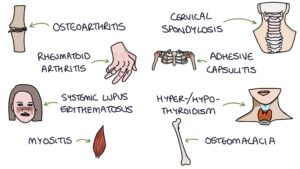 OSTEOARTHRITIS
RHEUMATOID
ARTHRITIS
SYSTEMIC LUPUS
ERYTHEMATOSUS
MYOSITIS
CERVICAL
SPONDYLOSIS
ADHESIVE
CAPSULITIS
HYPER-/HYPO-
THYROIDISM
OSTEOMALACIA